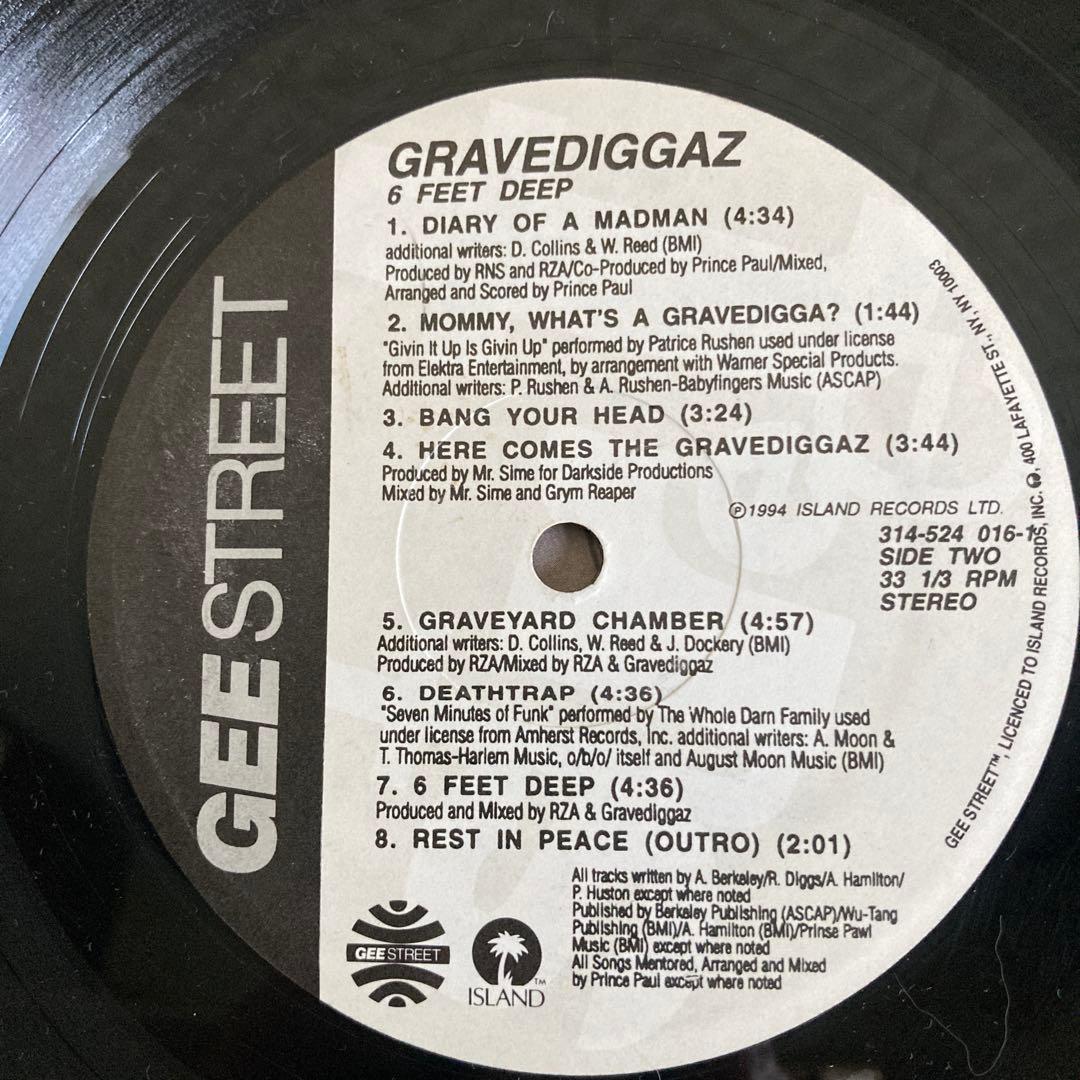 GRAVEDIGGAZ
6 FEET DEEP
1. DIARY OF A MADMAN (4:34)
additional writers: D. Collins & W. Reed (BMI)
Produced by RNS and RZA/Co-Produced by Prince Paul/Mixed,
Arranged and Scored by Prince Paul
2. MOMMY, WHAT'S A GRAVEDIGGA? (1:44)
"Givin It Up Is Givin Up" performed by Patrice Rushen used under license
from Elektra Entertainment, by arrangement with Warner Special Products.
Additional writers: P. Rushen & A. Rushen-Babyfingers Music (ASCAP)
3. BANG YOUR HEAD (3:24)
4. HERE COMES THE GRAVEDIGGAZ (3:44)
Produced by Mr. Sime for Darkside Productions
Mixed by Mr. Sime and Grym Reaper
℗1994 ISLAND RECORDS LTD.
314-524 016-1
SIDE TWO
33 1/3 RPM
STEREO
5. GRAVEYARD CHAMBER (4:57)
Additional writers: D. Collins, W. Reed & J. Dockery (BMI)
Produced by RZA/Mixed by RZA & Gravediggaz
6. DEATHTRAP (4:36)
"Seven Minutes of Funk" performed by The Whole Darn Family used
under license from Amherst Records, Inc. additional writers: A. Moon &
T. Thomas-Harlem Music, o/b/o/ itself and August Moon Music (BMI)
7. 6 FEET DEEP (4:36)
Produced and Mixed by RZA & Gravediggaz
8. REST IN PEACE (OUTRO) (2:01)
All tracks written by A. Berkeley/R. Diggs/A. Hamilton/
P. Huston except where noted
Published by Berkeley Publishing (ASCAP)/Wu-Tang
Publishing (BMI)/A. Hamilton (BMI)/Prinse Pawl
Music (BMI) except where noted
All Songs Mentored, Arranged and Mixed
by Prince Paul except where noted
GEE STREET
GEE STREET
ISLAND™
GEE STREET™, LICENCED TO ISLAND RECORDS, INC. 400 LAFAYETTE ST., NY, NY 10003